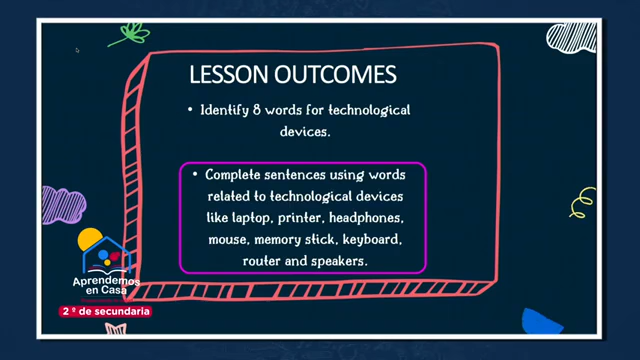 LESSON OUTCOMES
• Identify 8 words for technological
devices.
• Complete sentences using words
related to technological devices
like laptop, printer, headphones,
mouse, memory stick, keyboard,
router and speakers.
Aprendemos
en Casa
2 º de secundaria